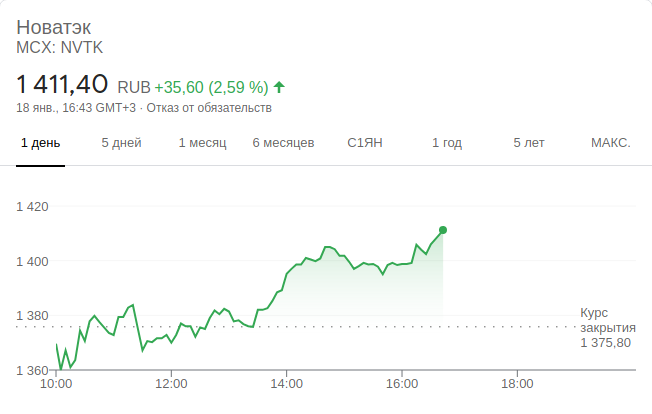 Новатэк
MCX: NVTK
1 411,40 RUB +35,60 (2,59 %)
18 янв., 16:43 GMT+3 · Отказ от обязательств
1 день 5 дней 1 месяц 6 месяцев С1ЯН 1 год 5 лет МАКС.
1 420
1 400
1 380
Курс
закрытия
1 375,80
1 360
10:00 12:00 14:00 16:00 18:00